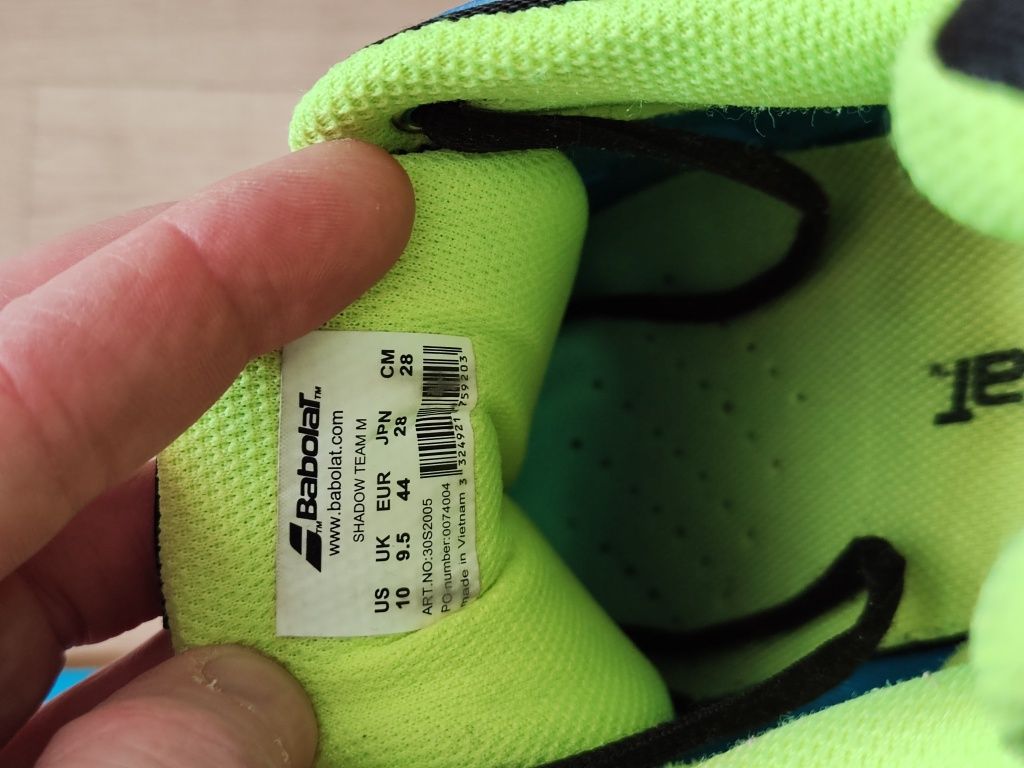 Babolat™
www.babolat.com
SHADOW TEAM M
US UK EUR JPN CM
10 9.5 44 28 28
ART.NO:30S2005
PO number:0074004
made in Vietnam
3 324921 759203